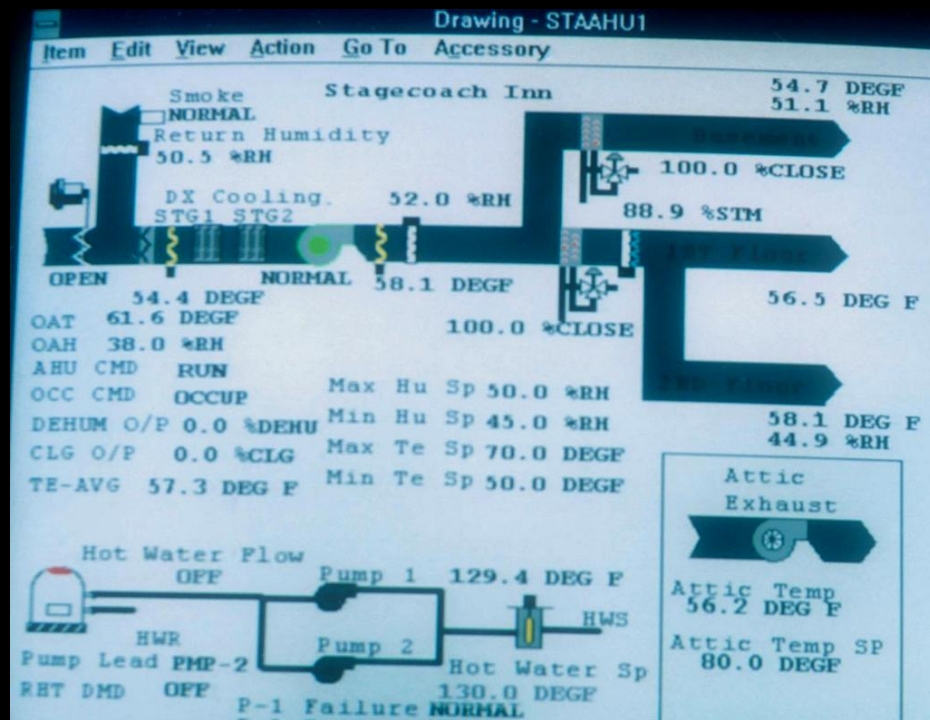 Drawing - STAAHU1
Item Edit View Action Go To Accessory
Smoke
NORMAL
Stagecoach Inn
54.7 DEGF
51.1 %RH
Return Humidity
50.5 %RH
Basement
100.0 %CLOSE
DX Cooling
STG1 STG2
52.0 %RH
88.9 %STM
1ST Floor
OPEN
NORMAL
58.1 DEGF
54.4 DEGF
56.5 DEG F
100.0 %CLOSE
OAT 61.6 DEGF
OAH 38.0 %RH
AHU CMD RUN
OCC CMD OCCUP
DEHUM O/P 0.0 %DEHU
CLG O/P 0.0 %CLG
TE-AVG 57.3 DEG F
Max Hu Sp 50.0 %RH
Min Hu Sp 45.0 %RH
Max Te Sp 70.0 DEGF
Min Te Sp 50.0 DEGF
2ND Floor
58.1 DEG F
44.9 %RH
Attic
Exhaust
Attic Temp
56.2 DEG F
Attic Temp SP
80.0 DEGF
Hot Water Flow
OFF
Pump 1
129.4 DEG F
HWS
HWR
Pump 2
Pump Lead PMP-2
Hot Water Sp
130.0 DEGF
RHT DMD OFF
P-1 Failure NORMAL